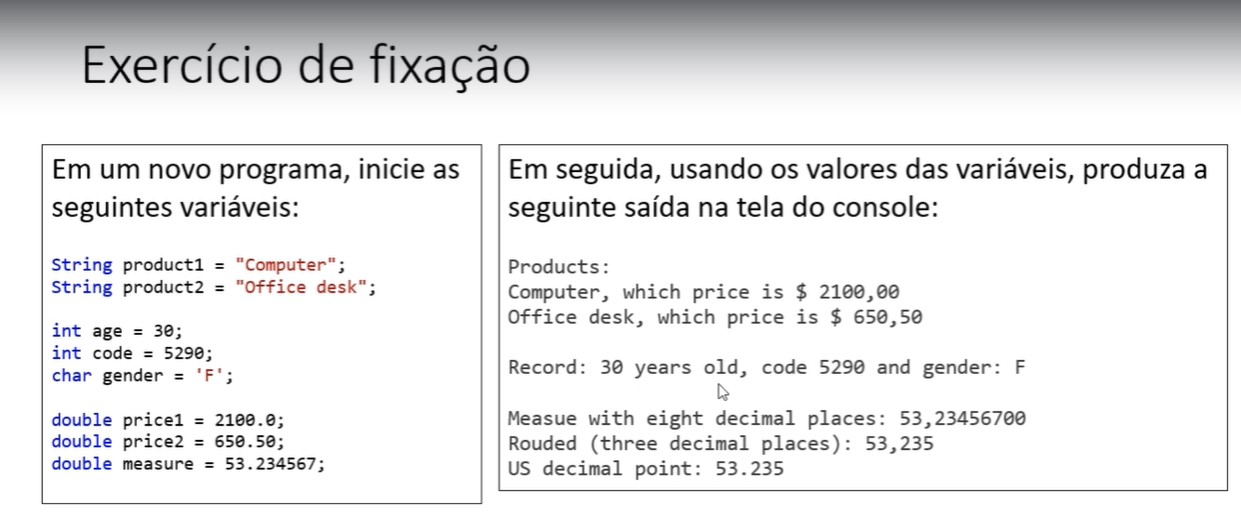 Exercício de fixação
Em um novo programa, inicie as
seguintes variáveis:
String product1 = "Computer";
String product2 = "Office desk";
int age = 30;
int code = 5290;
char gender = 'F';
double price1 = 2100.0;
double price2 = 650.50;
double measure = 53.234567;
Em seguida, usando os valores das variáveis, produza a
seguinte saída na tela do console:
Products:
Computer, which price is $ 2100,00
Office desk, which price is $ 650,50
Record: 30 years old, code 5290 and gender: F
Measue with eight decimal places: 53,23456700
Rouded (three decimal places): 53,235
US decimal point: 53.235